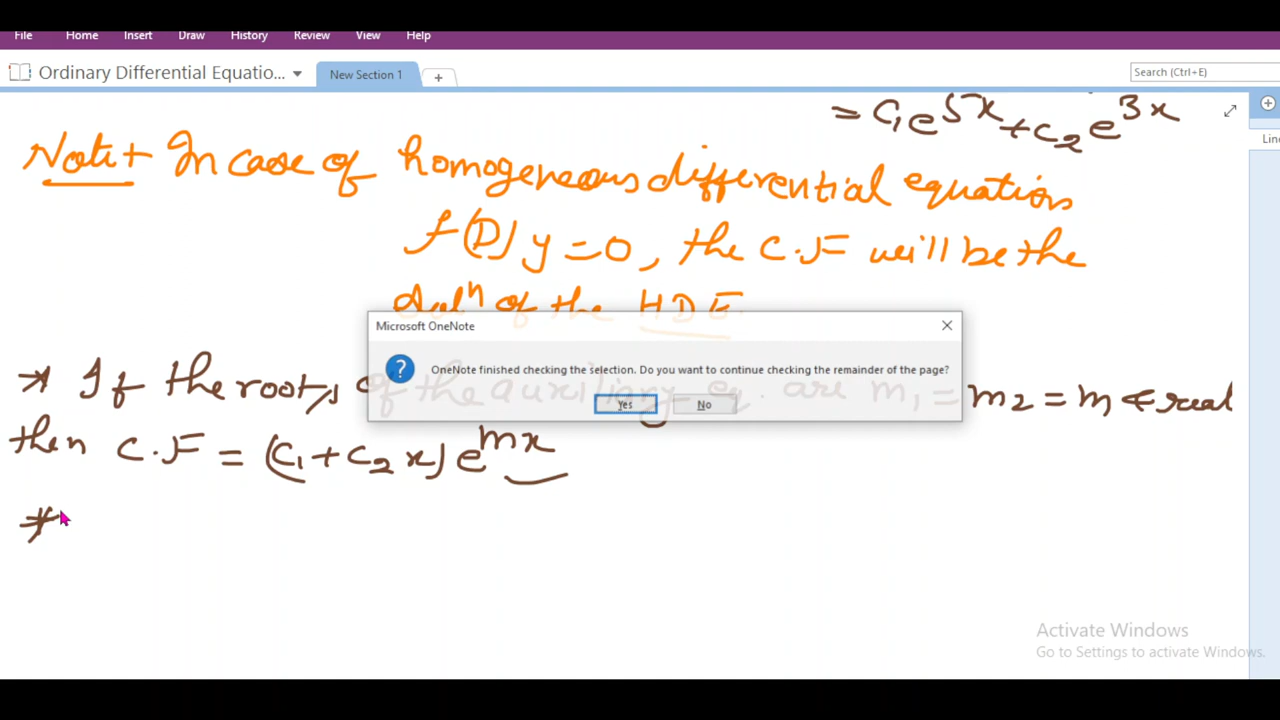 File Home Insert Draw History Review View Help
Ordinary Differential Equatio... New Section 1 + Search (Ctrl+E)
= C₁e⁵ˣ+C₂e³ˣ
Note+ In case of homogeneous differential equations
f(D)y=0, the C.F will be the
Solⁿ of the HDE
Microsoft OneNote
OneNote finished checking the selection. Do you want to continue checking the remainder of the page?
Yes No
* If the roots of the auxiliary eq are m₁=m₂=m & real
then C.F = (C₁+C₂x)eᵐˣ
*
Activate Windows
Go to Settings to activate Windows.